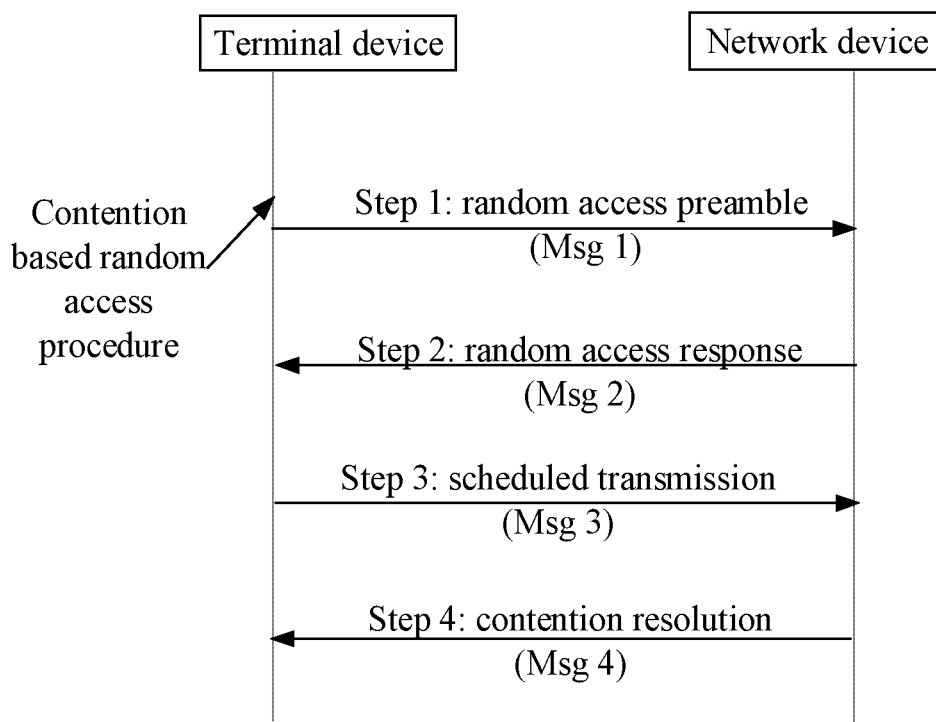 Terminal device
Network device
Contention
based random
access
procedure
Step 1: random access preamble
(Msg 1)
Step 2: random access response
(Msg 2)
Step 3: scheduled transmission
(Msg 3)
Step 4: contention resolution
(Msg 4)